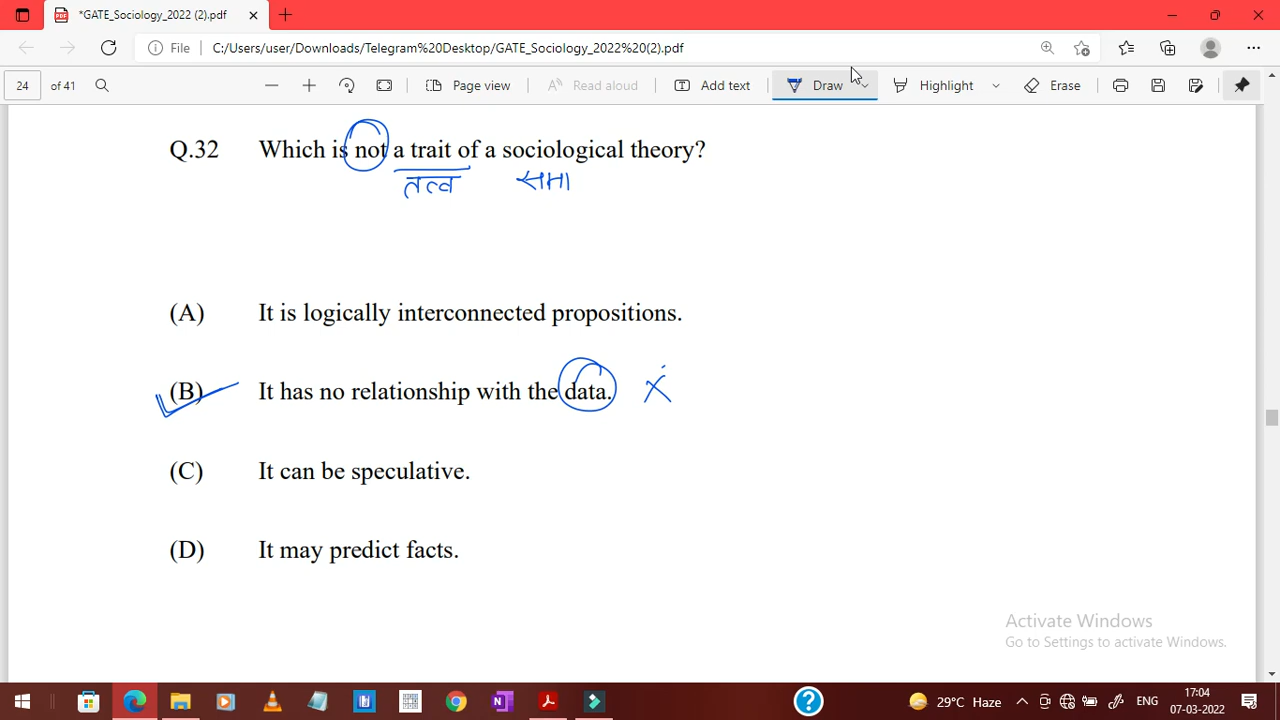 *GATE_Sociology_2022 (2).pdf
File C:/Users/user/Downloads/Telegram%20Desktop/GATE_Sociology_2022%20(2).pdf
24 of 41 Page view Read aloud Add text Draw Highlight Erase
Q.32 Which is not a trait of a sociological theory?
तत्व समा
(A) It is logically interconnected propositions.
(B) It has no relationship with the data.
(C) It can be speculative.
(D) It may predict facts.
Activate Windows
Go to Settings to activate Windows.
29°C Haze ENG 17:04
07-03-2022